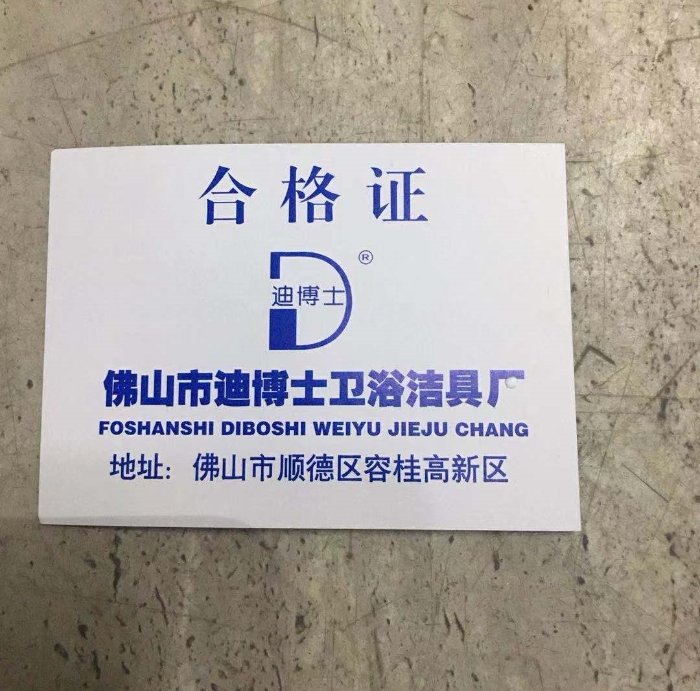 合格证
®
迪博士
佛山市迪博士卫浴洁具厂
FOSHANSHI DIBOSHI WEIYU JIEJU CHANG
地址：佛山市顺德区容桂高新区